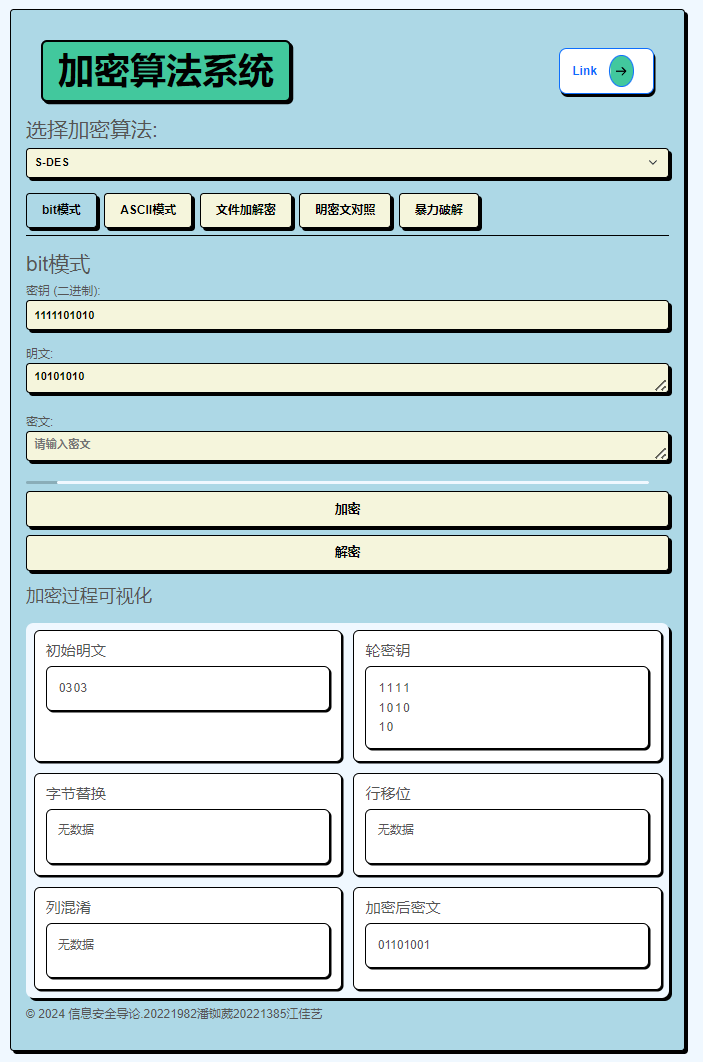 加密算法系统
Link
选择加密算法:
S-DES
bit模式 ASCII模式 文件加解密 明密文对照 暴力破解
bit模式
密钥 (二进制):
1111101010
明文:
10101010
密文:
请输入密文
加密
解密
加密过程可视化
初始明文
0303
轮密钥
1111
1010
10
字节替换
无数据
行移位
无数据
列混淆
无数据
加密后密文
01101001
© 2024 信息安全导论.20221982潘铷葳20221385江佳艺